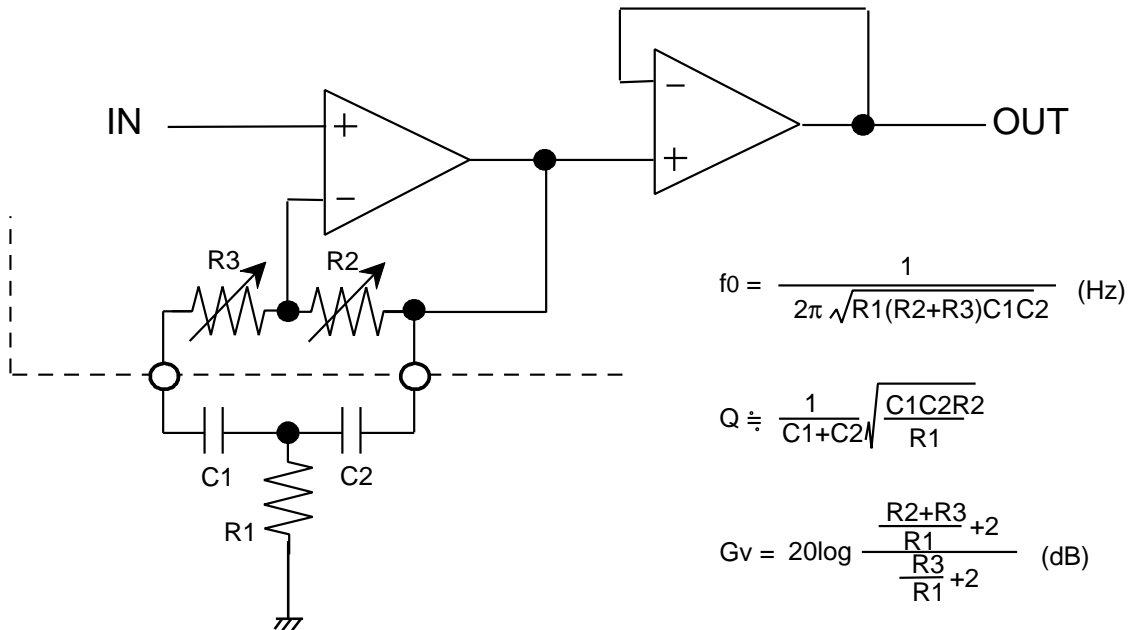 IN
+
−
−
+
OUT
R3
R2
C1
C2
R1
f0 = 1 / 2π √R1(R2+R3)C1C2 (Hz)
Q ≒ 1 / C1+C2 √C1C2R2 / R1
Gv = 20log R2+R3 / R1 +2 / R3 / R1 +2 (dB)